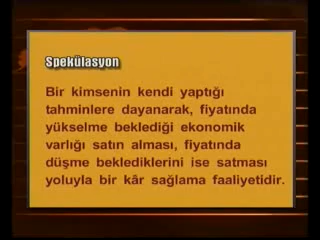 Spekülasyon
Bir kimsenin kendi yaptığı
tahminlere dayanarak, fiyatında
yükselme beklediği ekonomik
varlığı satın alması, fiyatında
düşme beklediklerini ise satması
yoluyla bir kâr sağlama faaliyetidir.